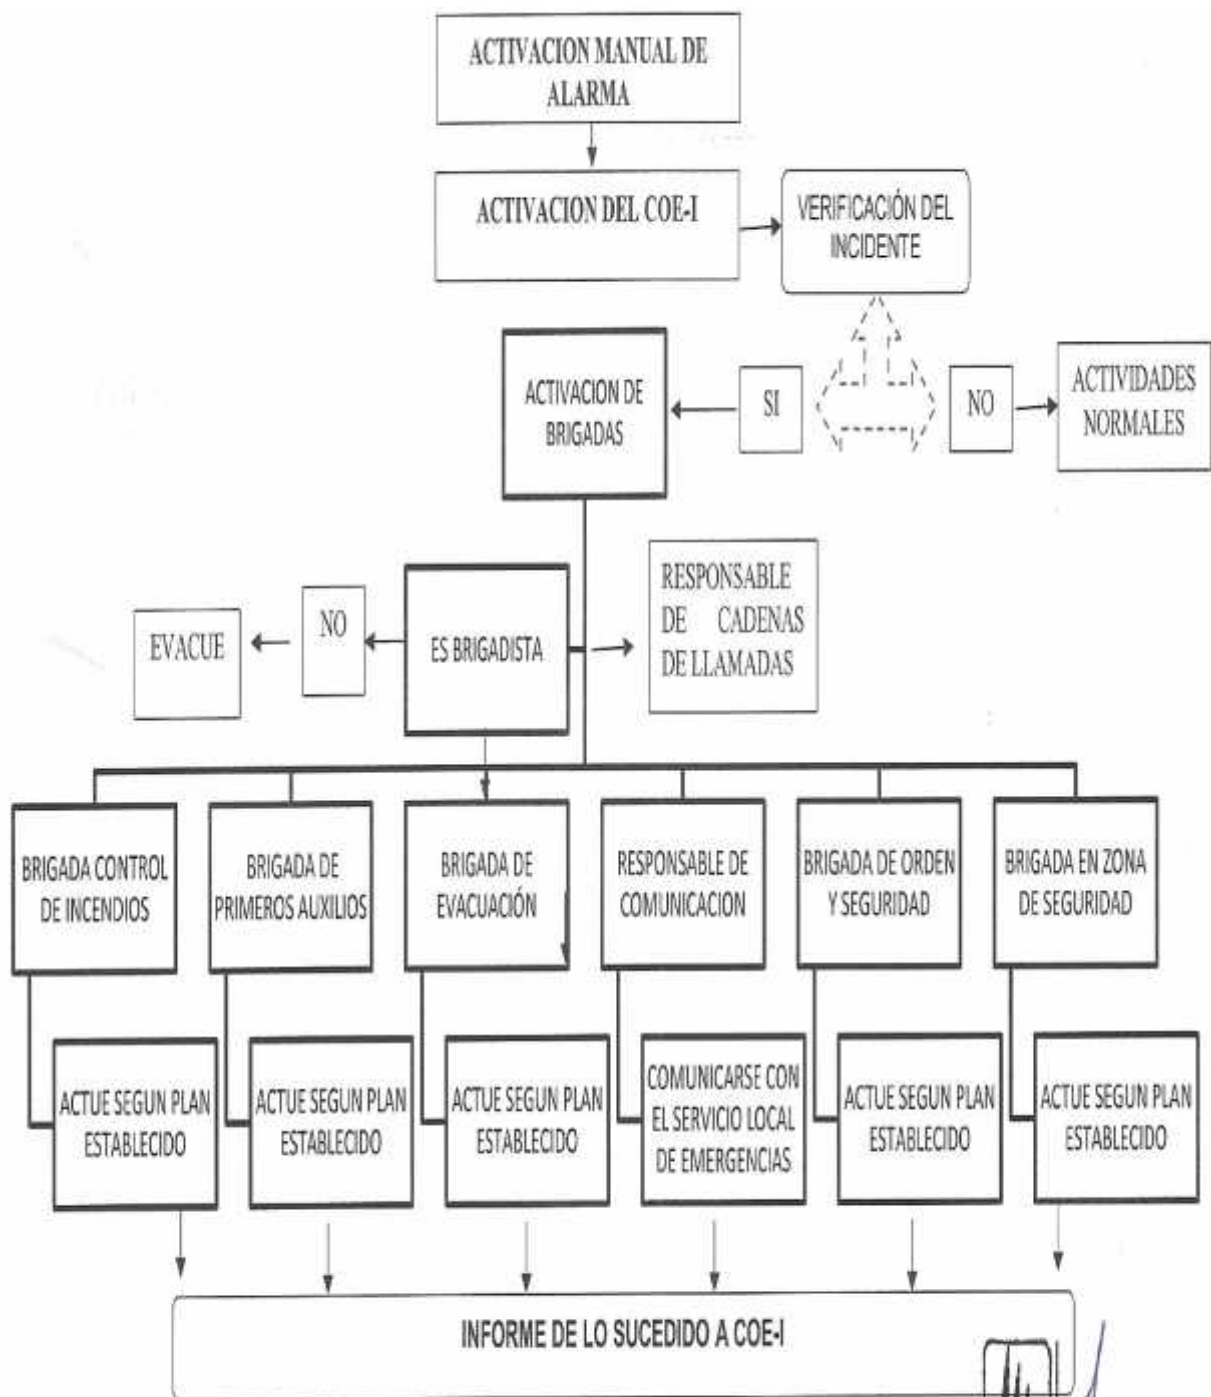 ACTIVACION MANUAL DE
ALARMA
ACTIVACION DEL COE-I
VERIFICACIÓN DEL
INCIDENTE
ACTIVACION DE
BRIGADAS
SI
NO
ACTIVIDADES
NORMALES
EVACUE
NO
ES BRIGADISTA
RESPONSABLE
DE CADENAS
DE LLAMADAS
BRIGADA CONTROL
DE INCENDIOS
BRIGADA DE
PRIMEROS AUXILIOS
BRIGADA DE
EVACUACIÓN
RESPONSABLE DE
COMUNICACION
BRIGADA DE ORDEN
Y SEGURIDAD
BRIGADA EN ZONA
DE SEGURIDAD
ACTUE SEGUN PLAN
ESTABLECIDO
ACTUE SEGUN PLAN
ESTABLECIDO
ACTUE SEGUN PLAN
ESTABLECIDO
COMUNICARSE CON
EL SERVICIO LOCAL
DE EMERGENCIAS
ACTUE SEGUN PLAN
ESTABLECIDO
ACTUE SEGUN PLAN
ESTABLECIDO
INFORME DE LO SUCEDIDO A COE-I